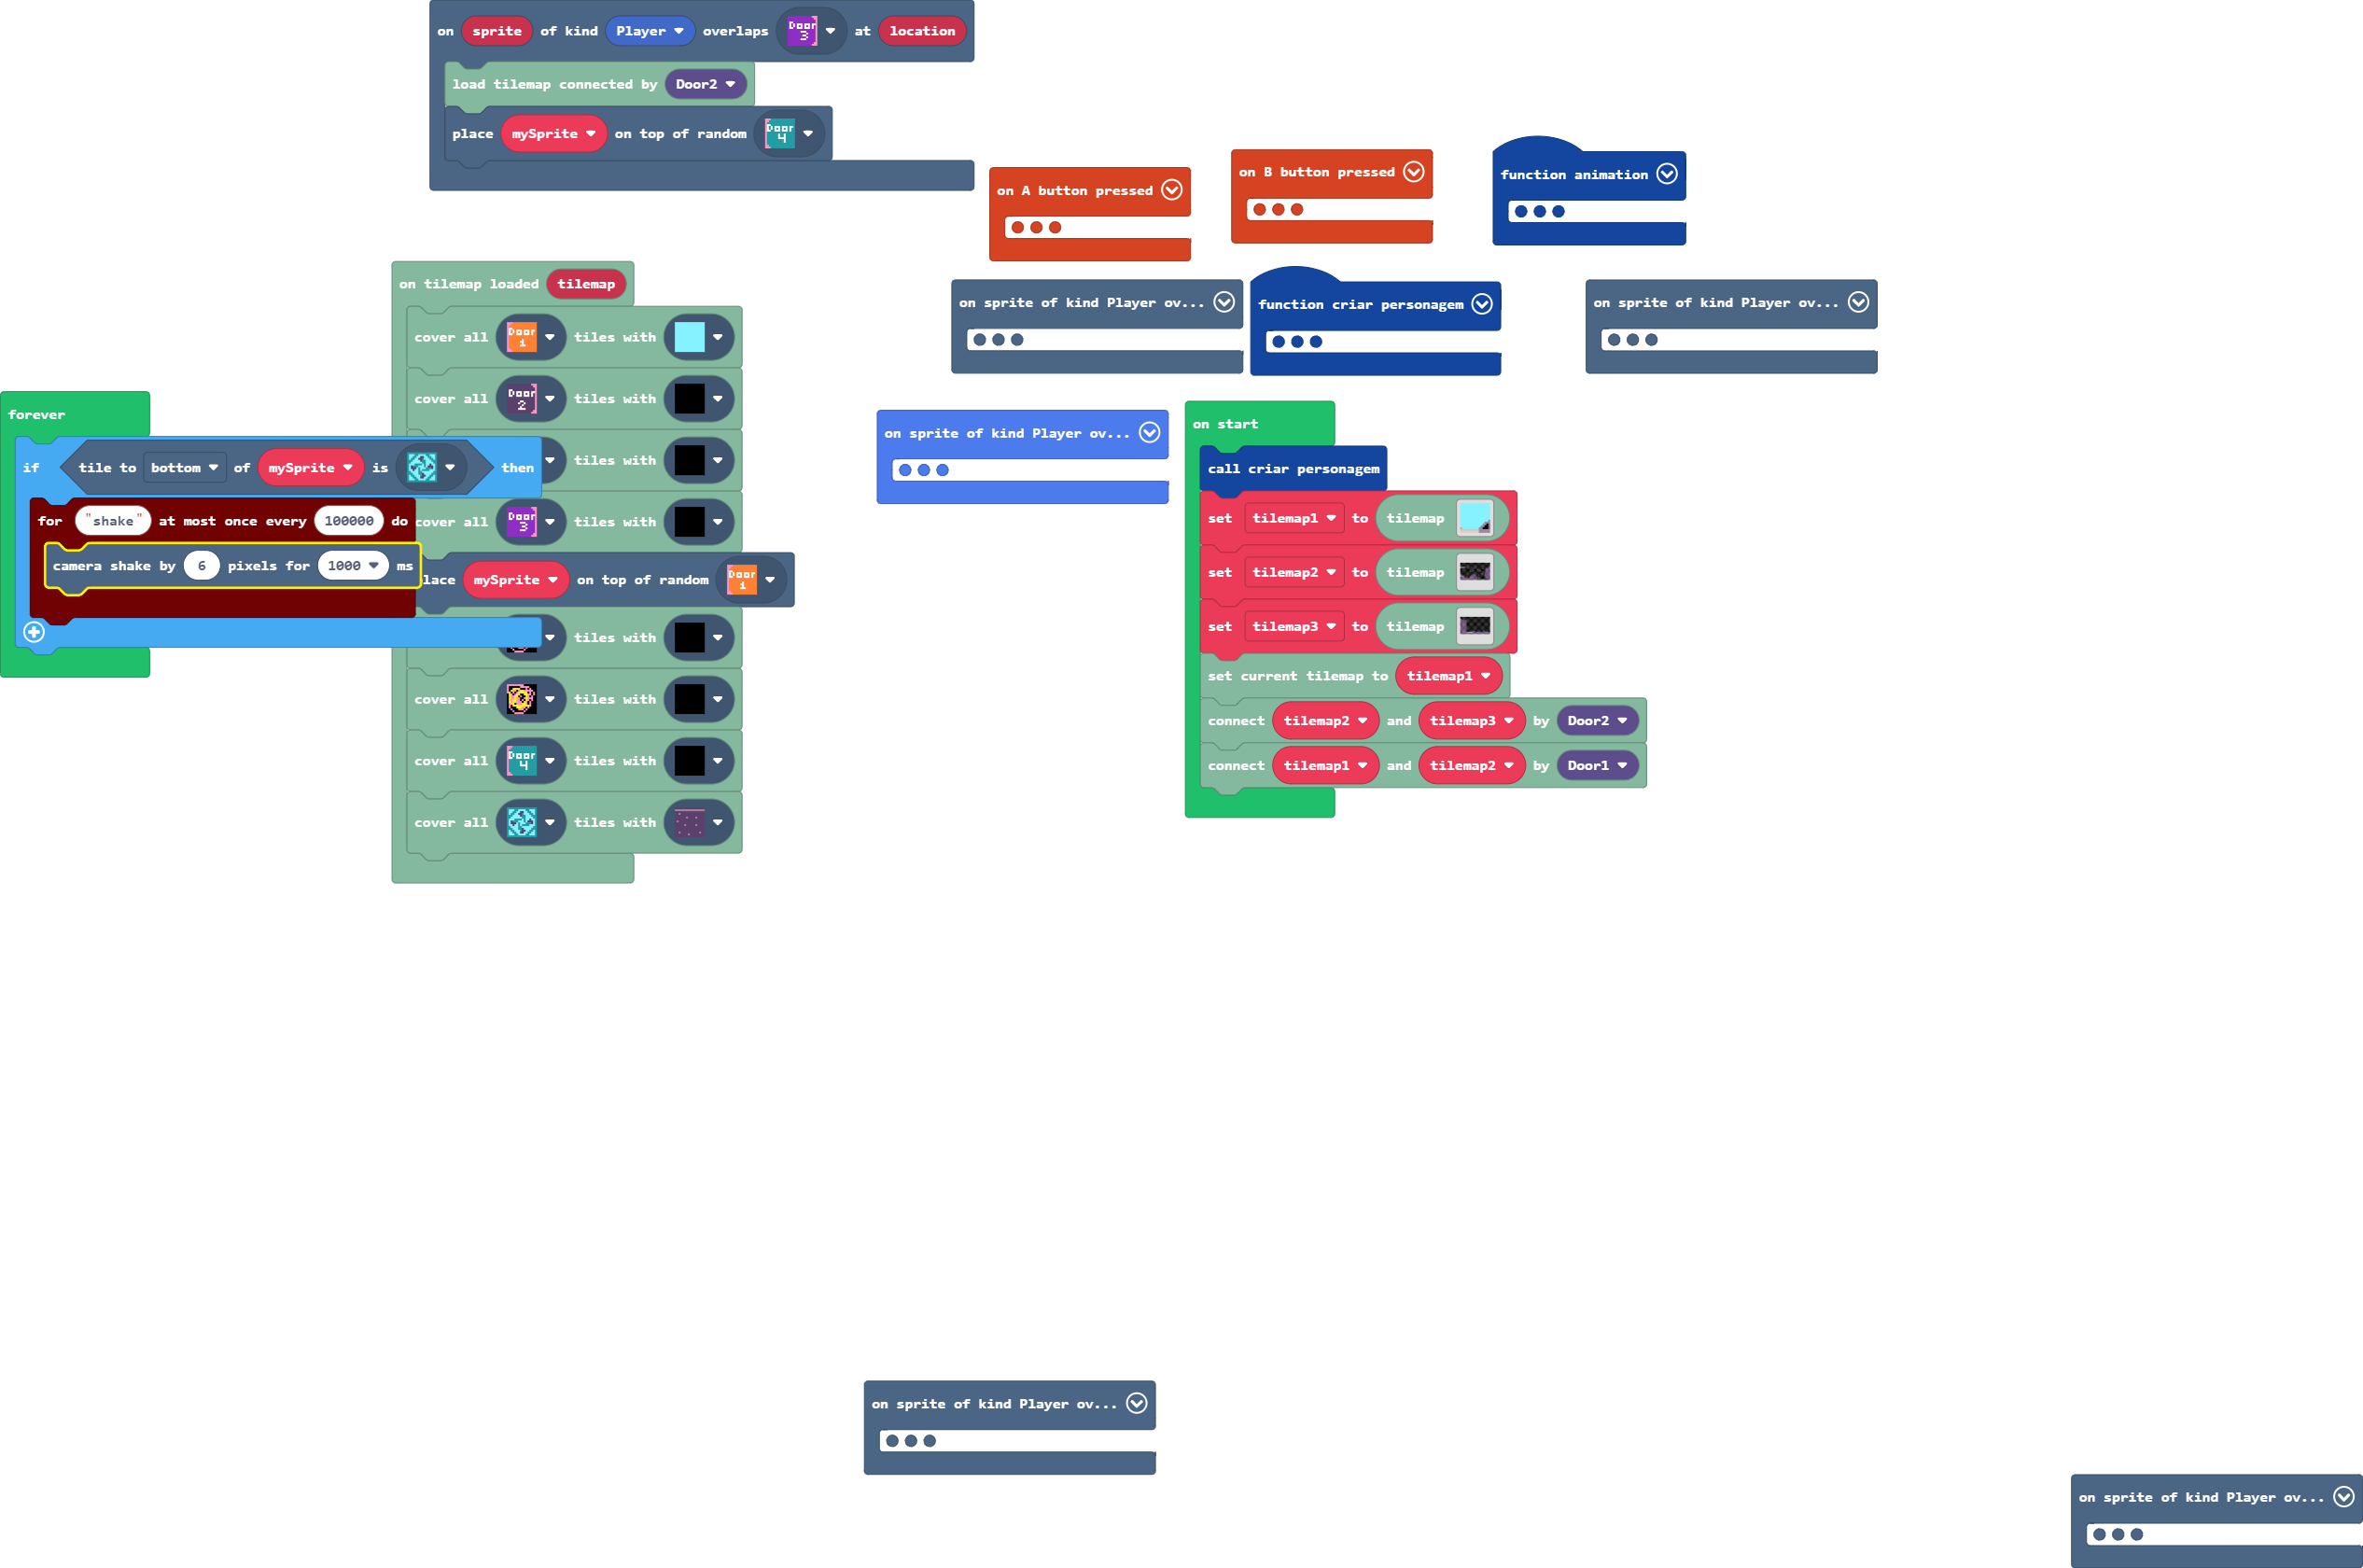 on sprite of kind Player overlaps Door 3 at location
load tilemap connected by Door2
place mySprite on top of random Door 4
on A button pressed
on B button pressed
function animation
on tilemap loaded tilemap
cover all Door 1 tiles with
cover all Door 2 tiles with
tiles with
cover all Door 3 tiles with
lace mySprite on top of random Door 1
tiles with
cover all tiles with
cover all Door 4 tiles with
cover all tiles with
forever
if tile to bottom of mySprite is then
for "shake" at most once every 100000 do
camera shake by 6 pixels for 1000 ms
on sprite of kind Player ov...
function criar personagem
on sprite of kind Player ov...
on sprite of kind Player ov...
on start
call criar personagem
set tilemap1 to tilemap
set tilemap2 to tilemap
set tilemap3 to tilemap
set current tilemap to tilemap1
connect tilemap2 and tilemap3 by Door2
connect tilemap1 and tilemap2 by Door1
on sprite of kind Player ov...
on sprite of kind Player ov...